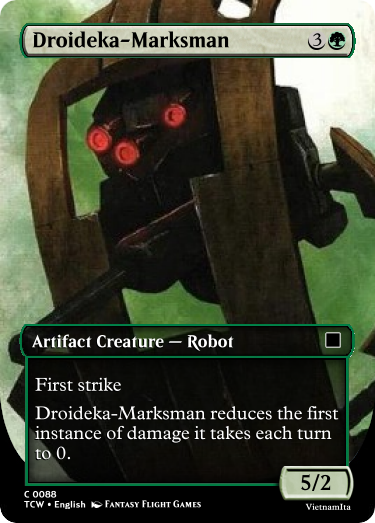 Droideka-Marksman 3
Artifact Creature — Robot
First strike
Droideka-Marksman reduces the first
instance of damage it takes each turn
to 0.
5/2
C 0088
TCW • English FANTASY FLIGHT GAMES
VietnamIta